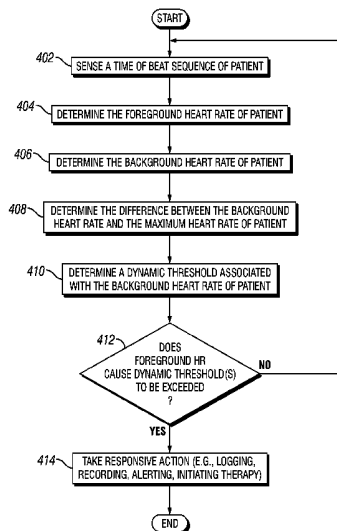 START
402
SENSE A TIME OF BEAT SEQUENCE OF PATIENT
404
DETERMINE THE FOREGROUND HEART RATE OF PATIENT
406
DETERMINE THE BACKGROUND HEART RATE OF PATIENT
408
DETERMINE THE DIFFERENCE BETWEEN THE BACKGROUND
HEART RATE AND THE MAXIMUM HEART RATE OF PATIENT
410
DETERMINE A DYNAMIC THRESHOLD ASSOCIATED
WITH THE BACKGROUND HEART RATE OF PATIENT
412
DOES
FOREGROUND HR
CAUSE DYNAMIC THRESHOLD(S)
TO BE EXCEEDED
?
NO
YES
414
TAKE RESPONSIVE ACTION (E.G., LOGGING,
RECORDING, ALERTING, INITIATING THERAPY)
END